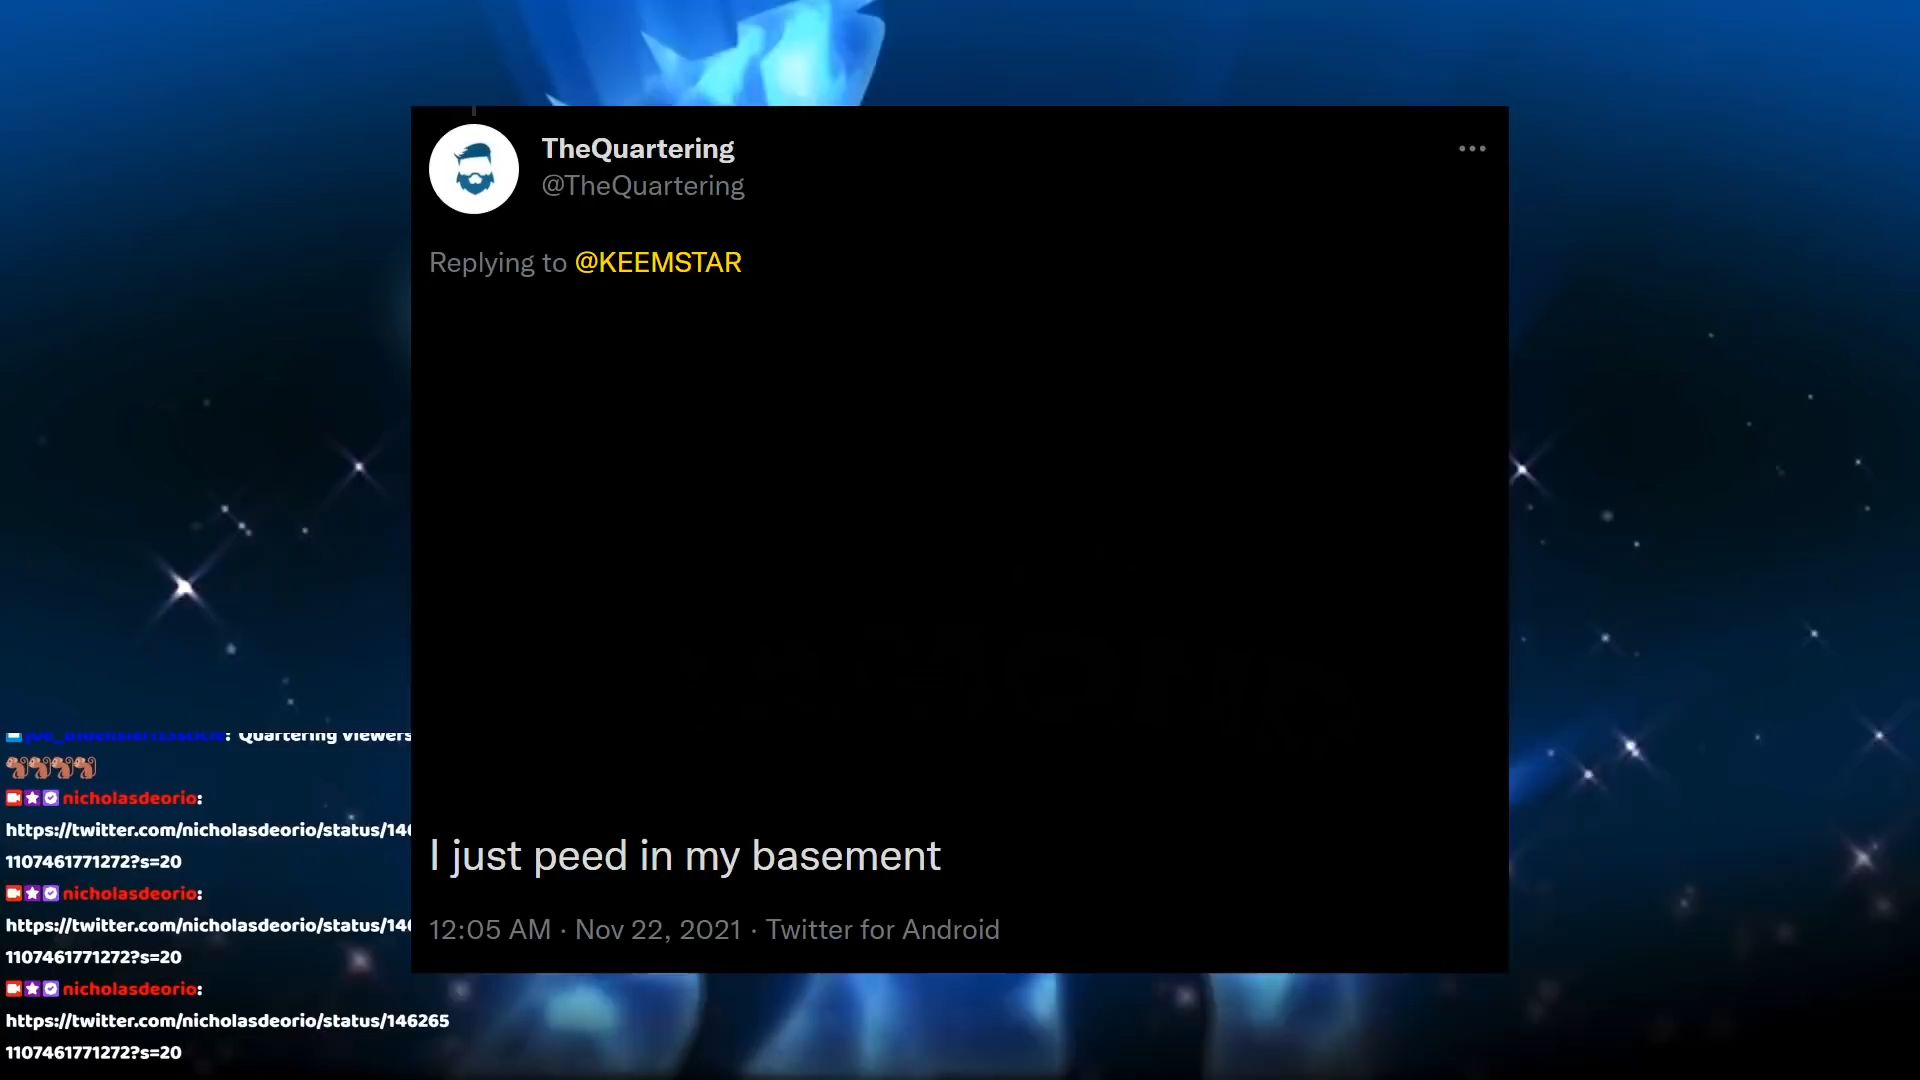 TheQuartering
@TheQuartering
Replying to @KEEMSTAR
I just peed in my basement
12:05 AM · Nov 22, 2021 · Twitter for Android
: Quartering Viewers
nicholasdeorio:
https://twitter.com/nicholasdeorio/status/146
1107461771272?s=20
nicholasdeorio:
https://twitter.com/nicholasdeorio/status/146
1107461771272?s=20
nicholasdeorio:
https://twitter.com/nicholasdeorio/status/146265
1107461771272?s=20